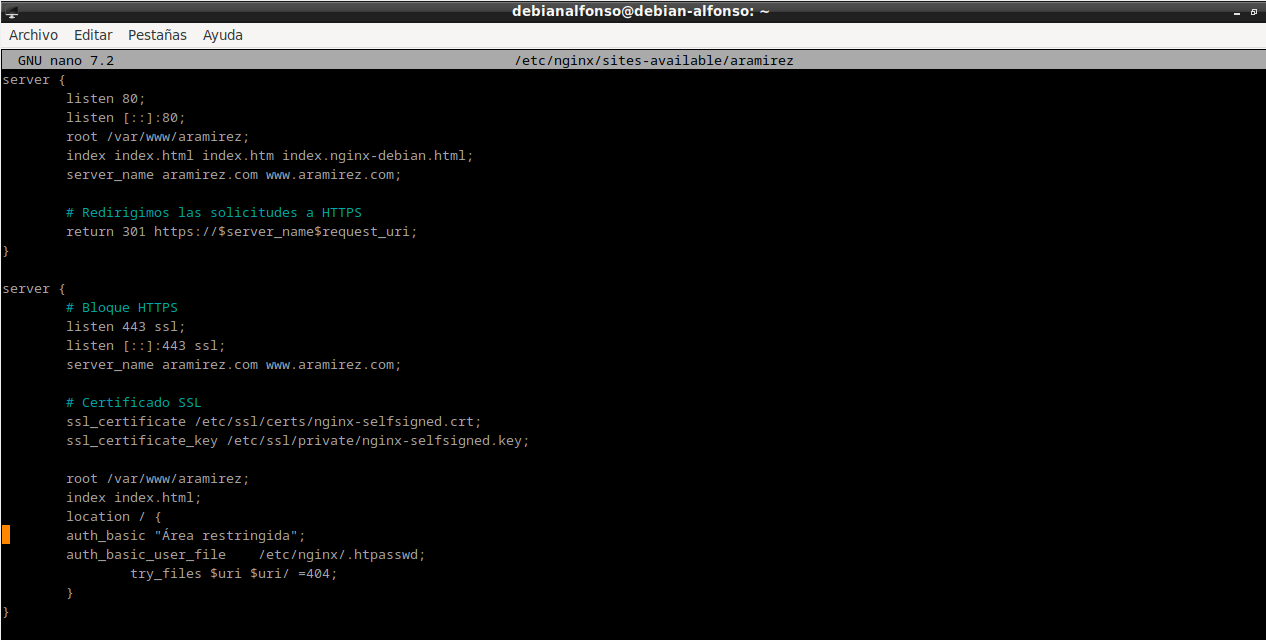 debianalfonso@debian-alfonso: ~
Archivo Editar Pestañas Ayuda
GNU nano 7.2 /etc/nginx/sites-available/aramirez
server {
listen 80;
listen [::]:80;
root /var/www/aramirez;
index index.html index.htm index.nginx-debian.html;
server_name aramirez.com www.aramirez.com;
# Redirigimos las solicitudes a HTTPS
return 301 https://$server_name$request_uri;
}
server {
# Bloque HTTPS
listen 443 ssl;
listen [::]:443 ssl;
server_name aramirez.com www.aramirez.com;
# Certificado SSL
ssl_certificate /etc/ssl/certs/nginx-selfsigned.crt;
ssl_certificate_key /etc/ssl/private/nginx-selfsigned.key;
root /var/www/aramirez;
index index.html;
location / {
auth_basic "Área restringida";
auth_basic_user_file    /etc/nginx/.htpasswd;
try_files $uri $uri/ =404;
}
}